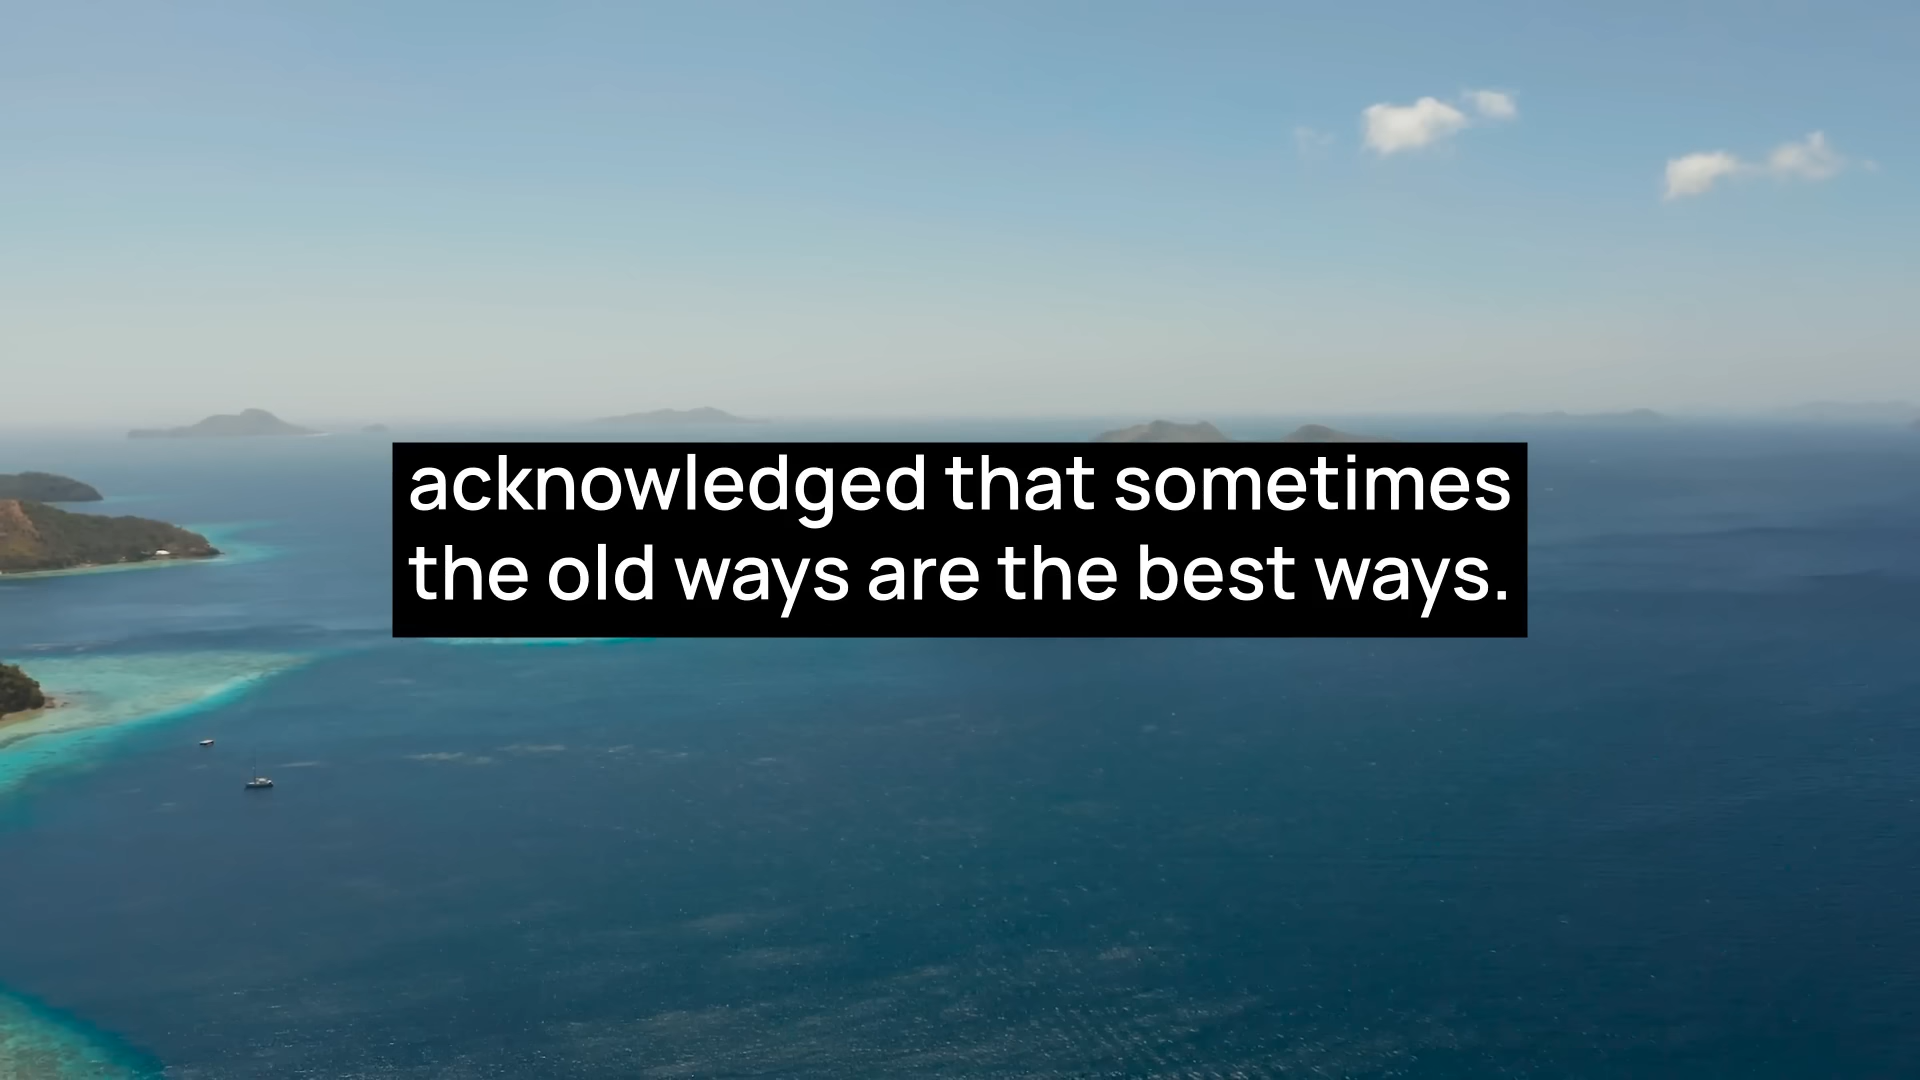 acknowledged that sometimes
the old ways are the best ways.